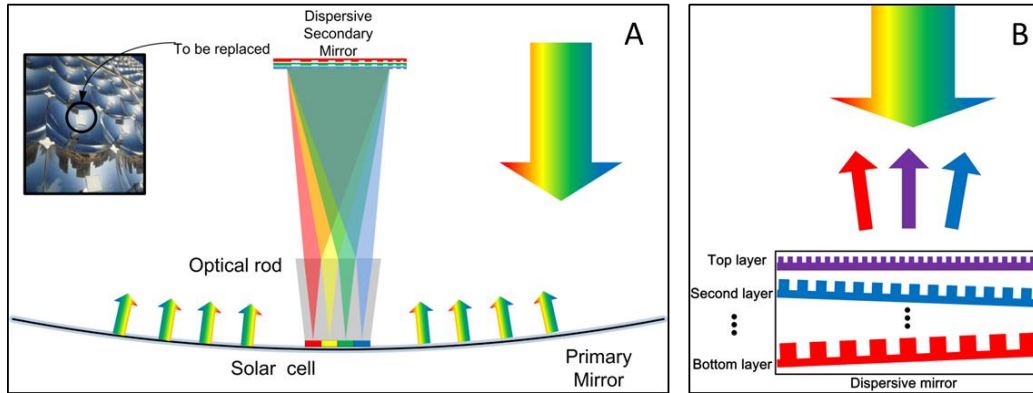 Dispersive
Secondary
Mirror
To be replaced
A
Optical rod
Solar cell
Primary
Mirror
B
Top layer
Second layer
Bottom layer
Dispersive mirror